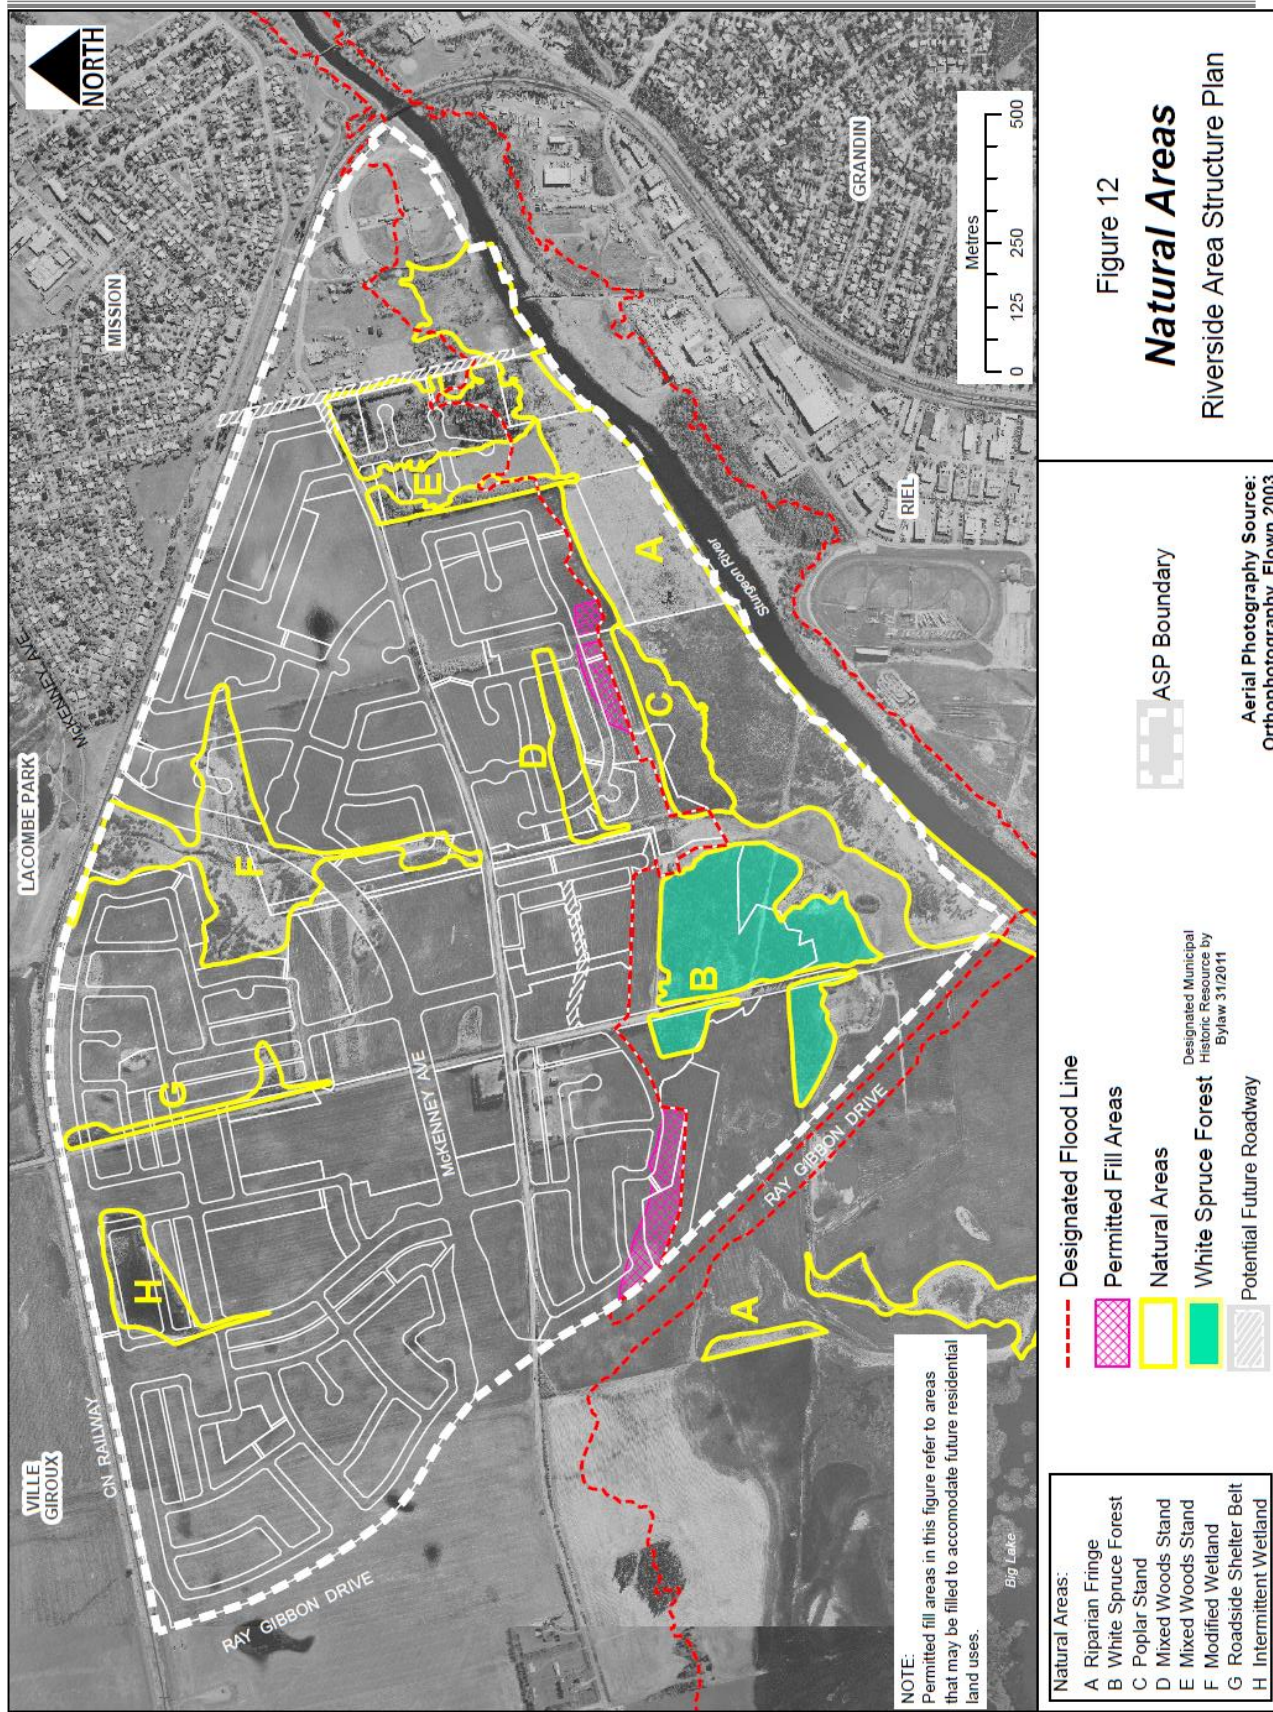 NORTH
MISSION
LACOMBE PARK
McKENNEY AVE
VILLE
GIROUX
CN RAILWAY
RAY GIBBON DRIVE
H
G
F
E
D
MCKENNEY AVE
C
A
B
A
RAY GIBBON DRIVE
Sturgeon River
GRANDIN
RIEL
Big Lake
Metres
0 125 250 500
NOTE:
Permitted fill areas in this figure refer to areas
that may be filled to accomodate future residential
land uses.
Natural Areas:
A Riparian Fringe
B White Spruce Forest
C Poplar Stand
D Mixed Woods Stand
E Mixed Woods Stand
F Modified Wetland
G Roadside Shelter Belt
H Intermittent Wetland
Designated Flood Line
Permitted Fill Areas
Natural Areas
White Spruce Forest
Designated Municipal
Historic Resource by
Bylaw 31/2011
Potential Future Roadway
ASP Boundary
Aerial Photography Source:
Orthophotography, Flown 2003
Figure 12
Natural Areas
Riverside Area Structure Plan